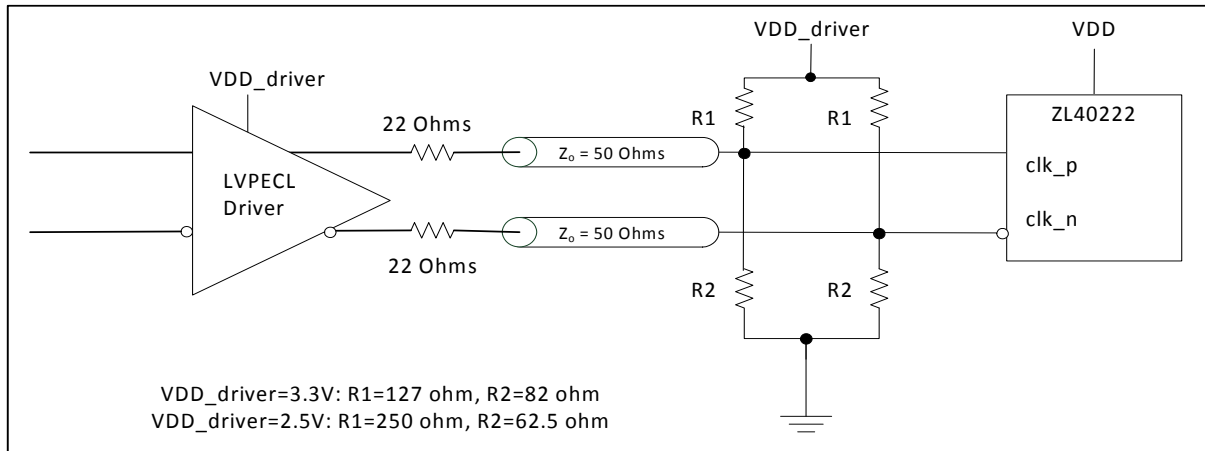 VDD_driver
VDD
VDD_driver
22 Ohms
R1
R1
ZL40222
Zo = 50 Ohms
clk_p
LVPECL
Driver
clk_n
Zo = 50 Ohms
22 Ohms
R2
R2
VDD_driver=3.3V: R1=127 ohm, R2=82 ohm
VDD_driver=2.5V: R1=250 ohm, R2=62.5 ohm